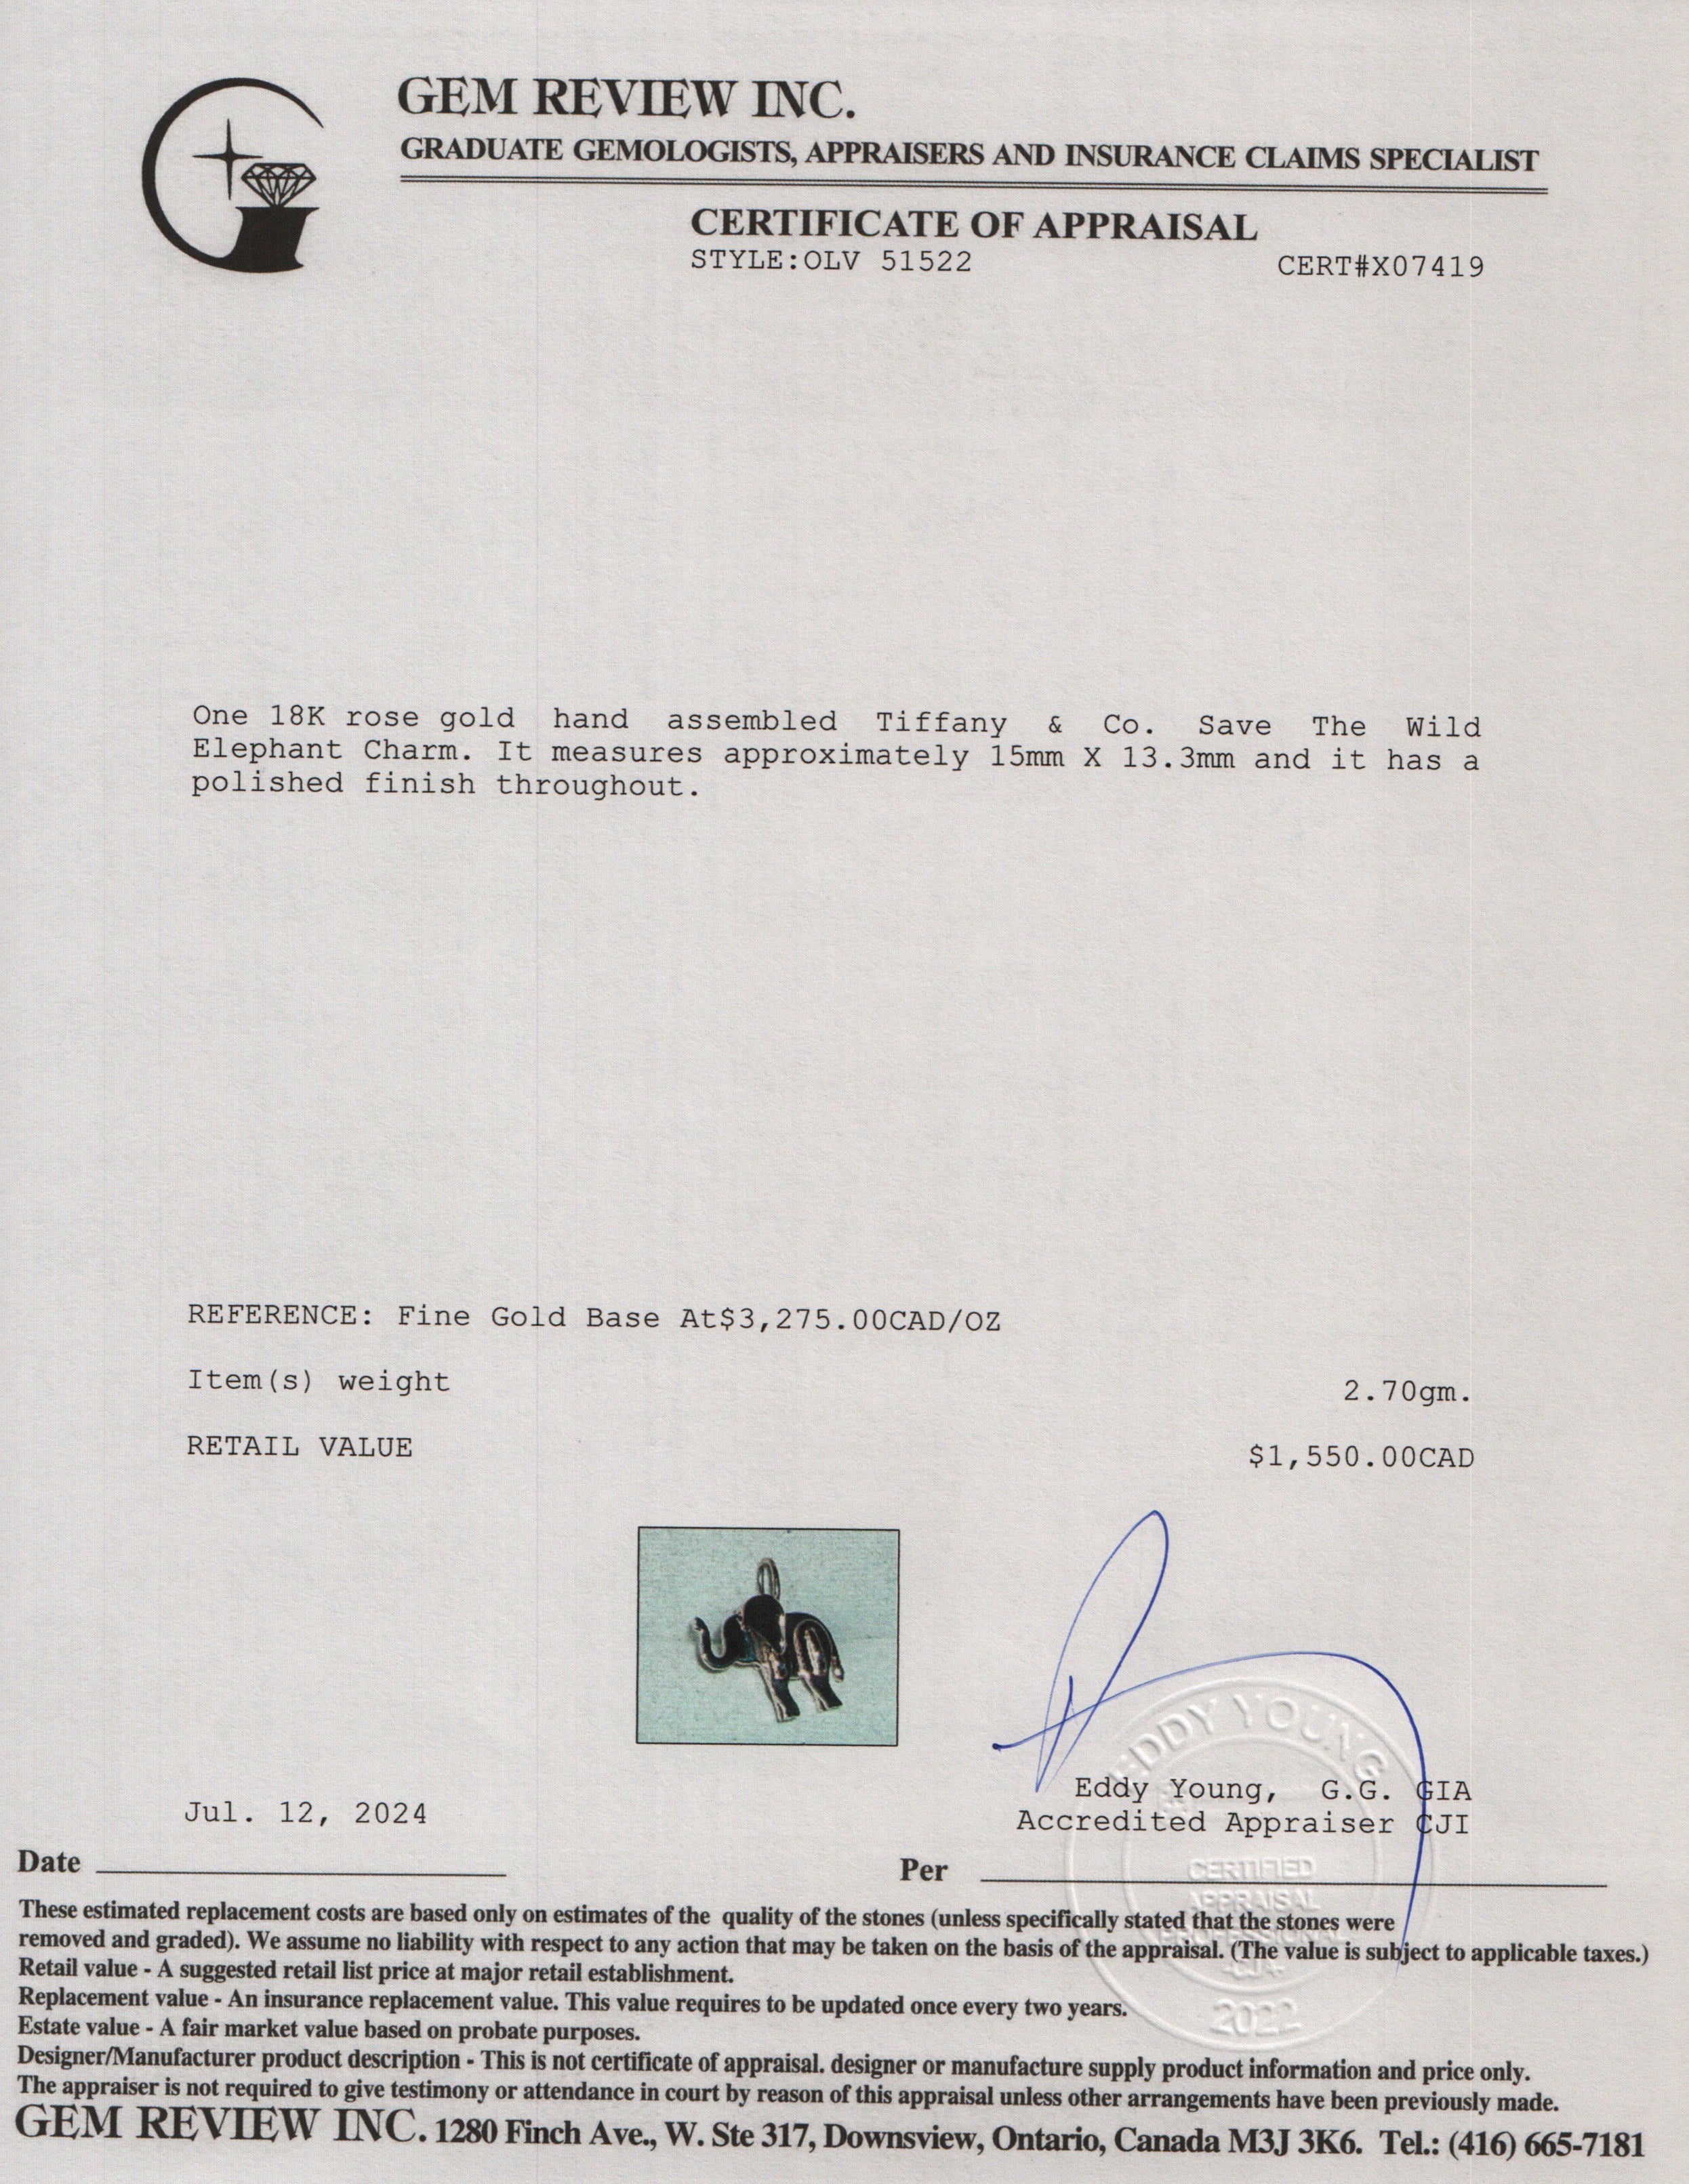 GEM REVIEW INC.
GRADUATE GEMOLOGISTS, APPRAISERS AND INSURANCE CLAIMS SPECIALIST
CERTIFICATE OF APPRAISAL
STYLE:OLV 51522
CERT#X07419
One 18K rose gold hand assembled Tiffany & Co. Save The Wild
Elephant Charm. It measures approximately 15mm X 13.3mm and it has a
polished finish throughout.
REFERENCE: Fine Gold Base At$3,275.00CAD/OZ
Item(s) weight 2.70gm.
RETAIL VALUE $1,550.00CAD
EDDY YOUNG
Eddy Young, G.G. GIA
Jul. 12, 2024
Accredited Appraiser CJI
Date
Per
CERTIFIED
APPRAISAL
PROFESSIONAL
2022
These estimated replacement costs are based only on estimates of the quality of the stones (unless specifically stated that the stones were
removed and graded). We assume no liability with respect to any action that may be taken on the basis of the appraisal. (The value is subject to applicable taxes.)
Retail value - A suggested retail list price at major retail establishment.
Replacement value - An insurance replacement value. This value requires to be updated once every two years.
Estate value - A fair market value based on probate purposes.
Designer/Manufacturer product description - This is not certificate of appraisal. designer or manufacture supply product information and price only.
The appraiser is not required to give testimony or attendance in court by reason of this appraisal unless other arrangements have been previously made.
GEM REVIEW INC. 1280 Finch Ave., W. Ste 317, Downsview, Ontario, Canada M3J 3K6. Tel.: (416) 665-7181